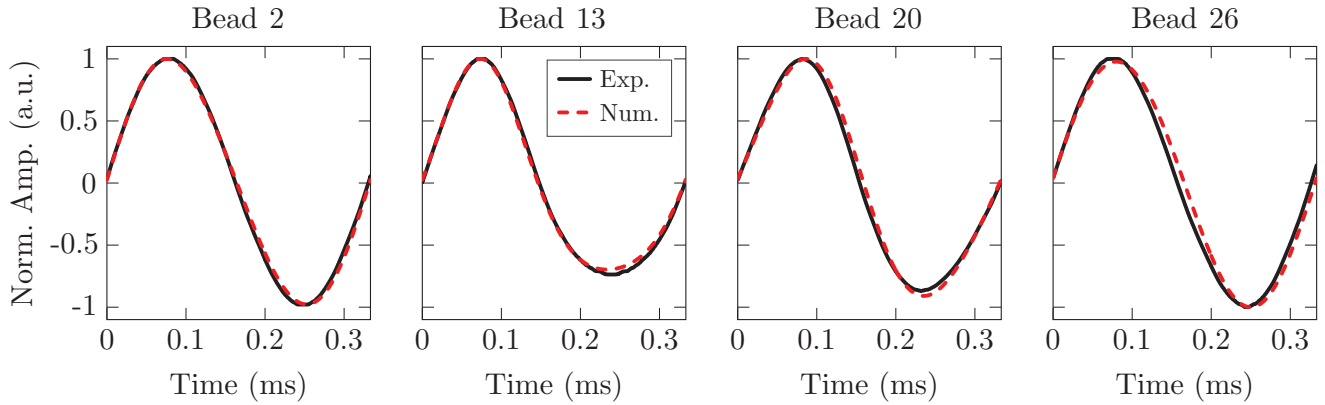 Bead 2 Bead 13 Bead 20 Bead 26
Norm. Amp. (a.u.)
1
0.5
0
-0.5
-1
Exp.
Num.
0 0.1 0.2 0.3 0 0.1 0.2 0.3 0 0.1 0.2 0.3 0 0.1 0.2 0.3
Time (ms) Time (ms) Time (ms) Time (ms)